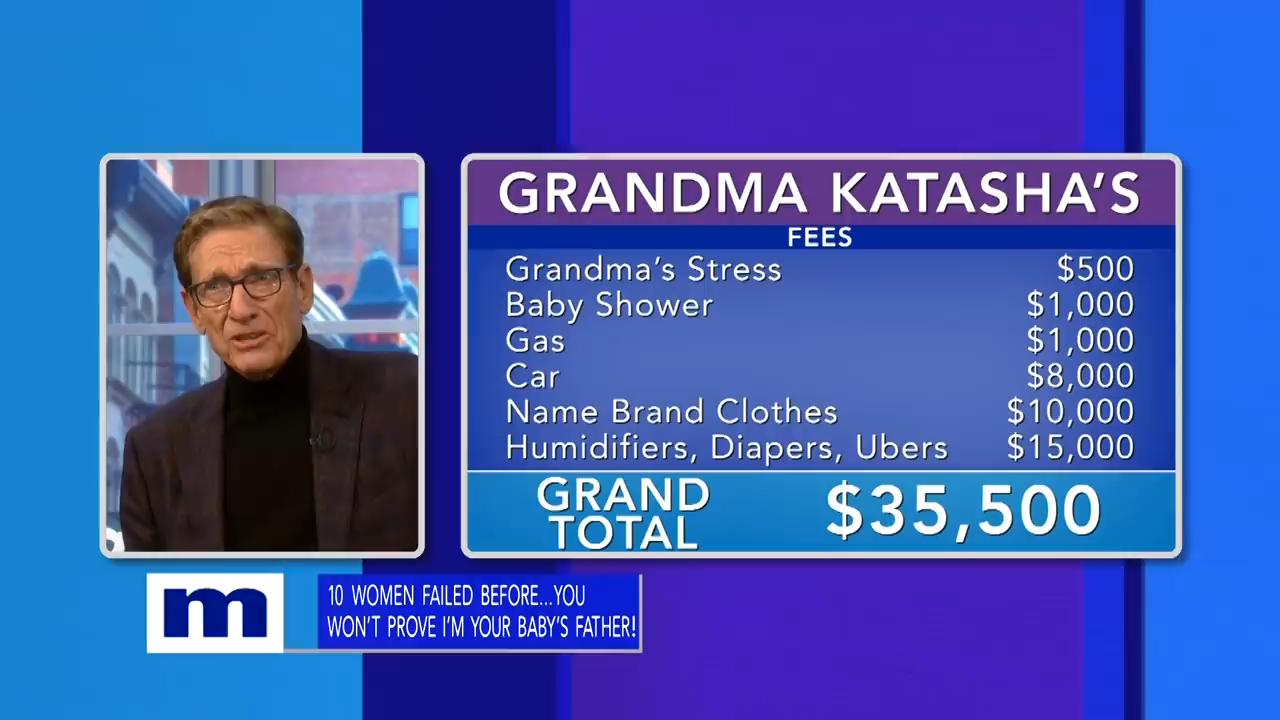 GRANDMA KATASHA'S
FEES
Grandma's Stress $500
Baby Shower $1,000
Gas $1,000
Car $8,000
Name Brand Clothes $10,000
Humidifiers, Diapers, Ubers $15,000
GRAND
TOTAL
$35,500
m
10 WOMEN FAILED BEFORE...YOU
WON'T PROVE I'M YOUR BABY'S FATHER!